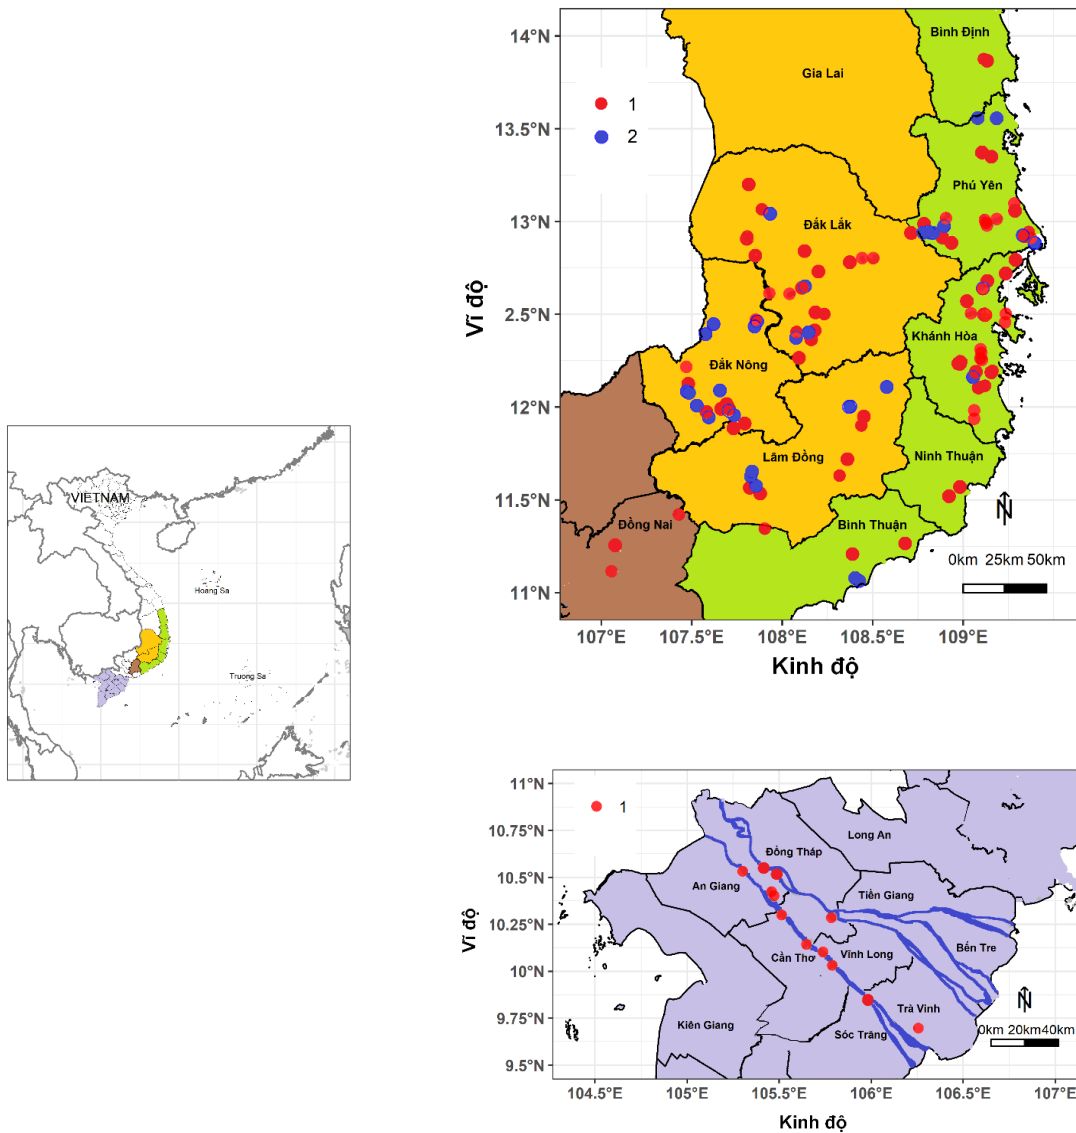 14°N
13.5°N
13°N
2.5°N
12°N
11.5°N
11°N
Vĩ độ
1
2
Bình Định
Gia Lai
Phú Yên
Đắk Lắk
Khánh Hòa
Đắk Nông
Lâm Đồng
Ninh Thuận
Đồng Nai
Bình Thuận
N
0km 25km 50km
107°E
107.5°E
108°E
108.5°E
109°E
Kinh độ
VIETNAM
Hoang Sa
Truong Sa
11°N
10.75°N
10.5°N
10.25°N
10°N
9.75°N
9.5°N
Vĩ độ
1
Long An
Đồng Tháp
An Giang
Tiền Giang
Bến Tre
Cần Thơ
Vĩnh Long
Trà Vinh
Kiên Giang
Sóc Trăng
N
0km 20km40km
104.5°E
105°E
105.5°E
106°E
106.5°E
107°E
Kinh độ